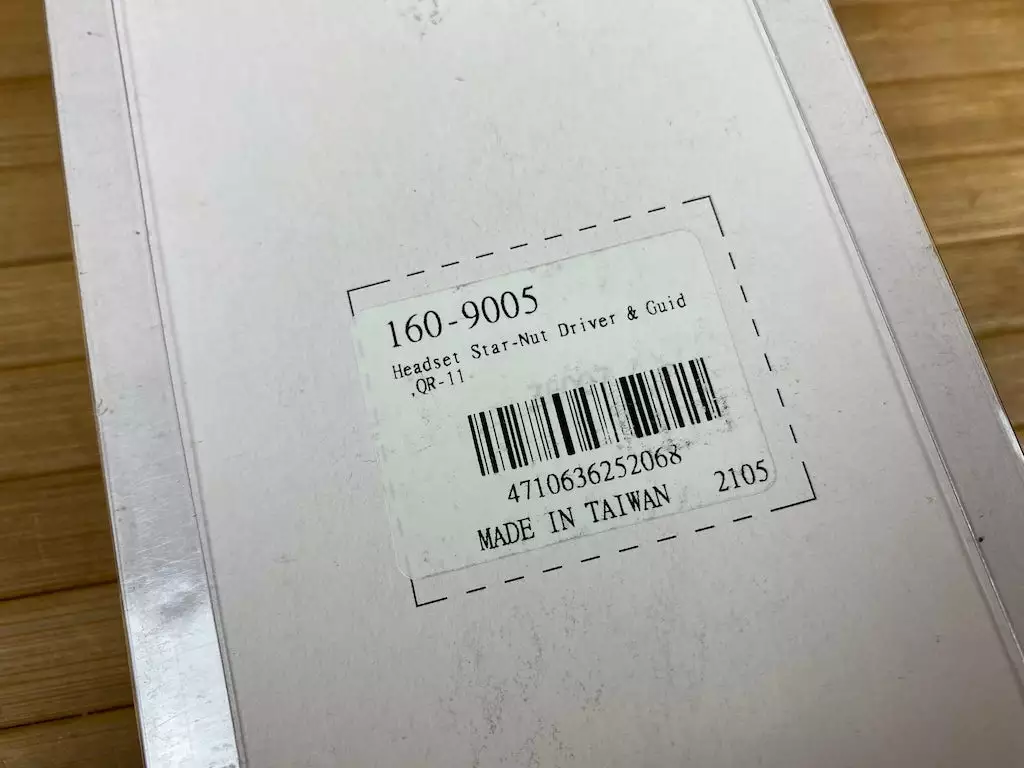 160-9005
Headset Star-Nut Driver & Guid
,QR-11
4710636252068
MADE IN TAIWAN 2105